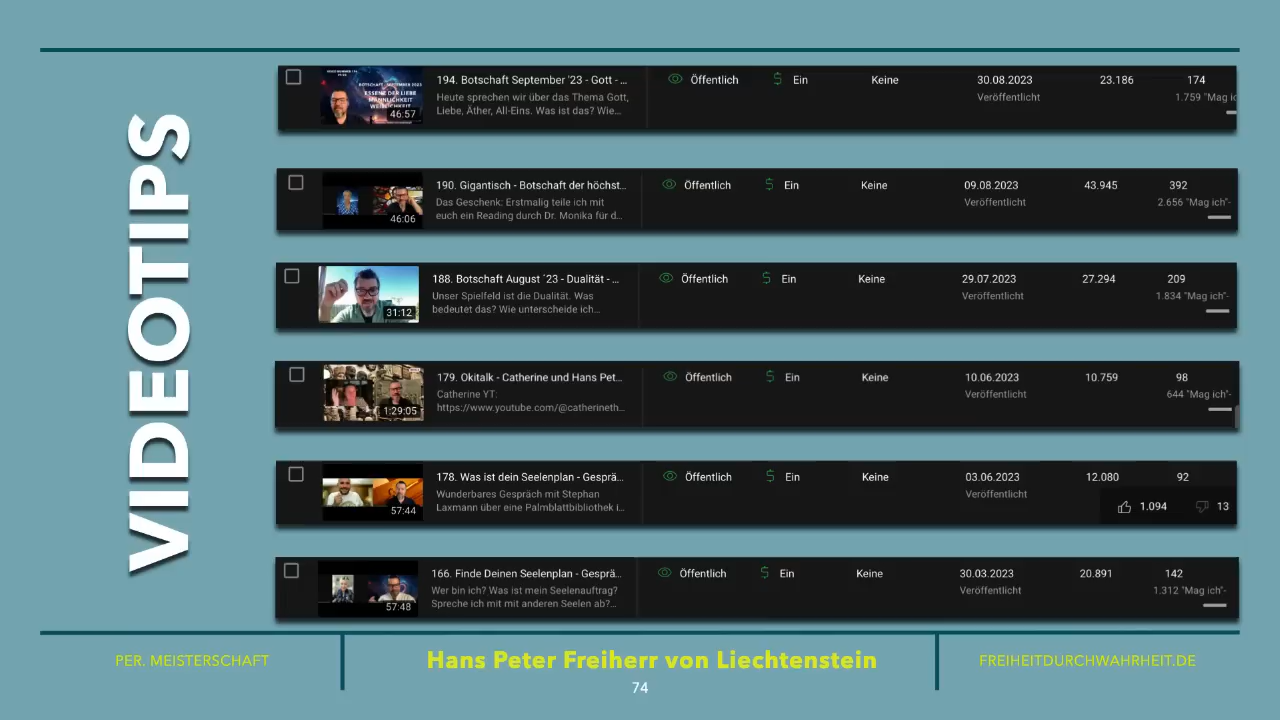 VIDEOTIPS
194. Botschaft September '23 - Gott - ...
Heute sprechen wir über das Thema Gott,
Liebe, Äther, All-Eins. Was ist das? Wie...
46:57
Öffentlich
Ein
Keine
30.08.2023
Veröffentlicht
23.186
174
1.759 "Mag ic
190. Gigantisch - Botschaft der höchst...
Das Geschenk: Erstmalig teile ich mit
euch ein Reading durch Dr. Monika für d...
46:06
Öffentlich
Ein
Keine
09.08.2023
Veröffentlicht
43.945
392
2.656 "Mag ich"-
188. Botschaft August ´23 - Dualität - ...
Unser Spielfeld ist die Dualität. Was
bedeutet das? Wie unterscheide ich...
31:12
Öffentlich
Ein
Keine
29.07.2023
Veröffentlicht
27.294
209
1.834 "Mag ich"-
179. Okitalk - Catherine und Hans Pet...
Catherine YT:
https://www.youtube.com/@catherineth...
1:29:05
Öffentlich
Ein
Keine
10.06.2023
Veröffentlicht
10.759
98
644 "Mag ich"-
178. Was ist dein Seelenplan - Gesprä...
Wunderbares Gespräch mit Stephan
Laxmann über eine Palmblattbibliothek i...
57:44
Öffentlich
Ein
Keine
03.06.2023
Veröffentlicht
12.080
92
1.094
13
166. Finde Deinen Seelenplan - Gesprä...
Wer bin ich? Was ist mein Seelenauftrag?
Spreche ich mit mit anderen Seelen ab?...
57:48
Öffentlich
Ein
Keine
30.03.2023
Veröffentlicht
20.891
142
1.312 "Mag ich"-
PER. MEISTERSCHAFT
Hans Peter Freiherr von Liechtenstein
FREIHEITDURCHWAHRHEIT.DE
74